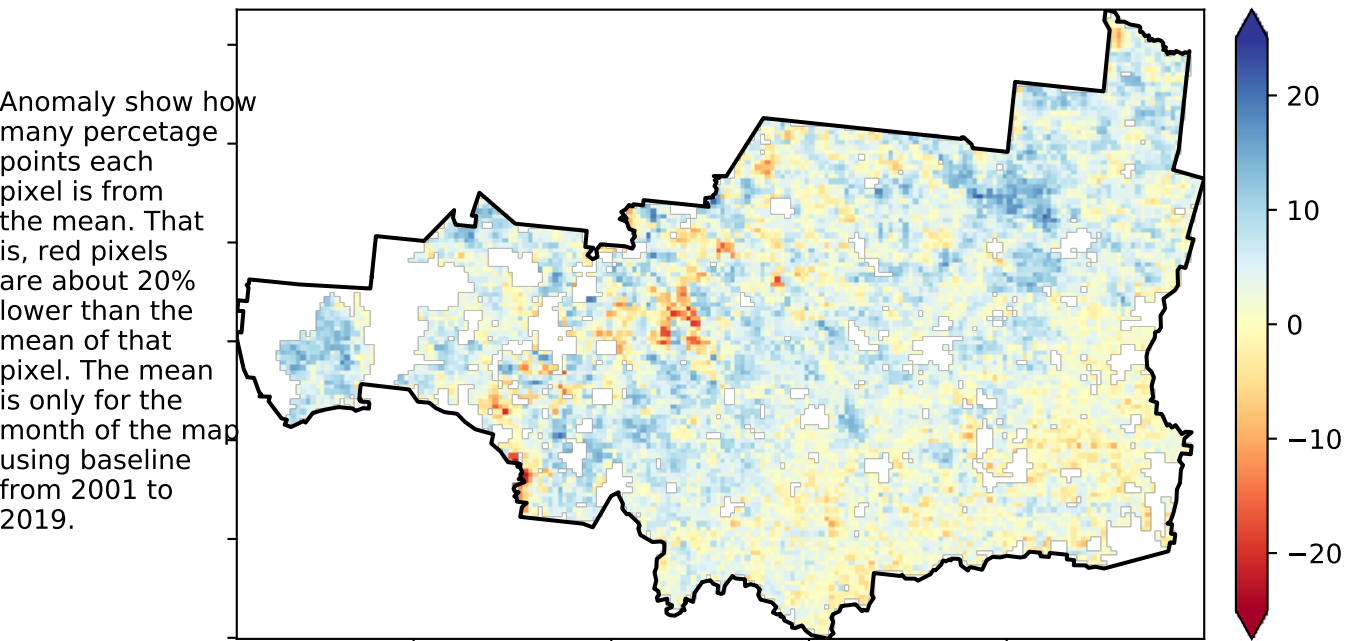 Anomaly show how
many percetage
points each
pixel is from
the mean. That
is, red pixels
are about 20%
lower than the
mean of that
pixel. The mean
is only for the
month of the map
using baseline
from 2001 to
2019.
20
10
0
−10
−20